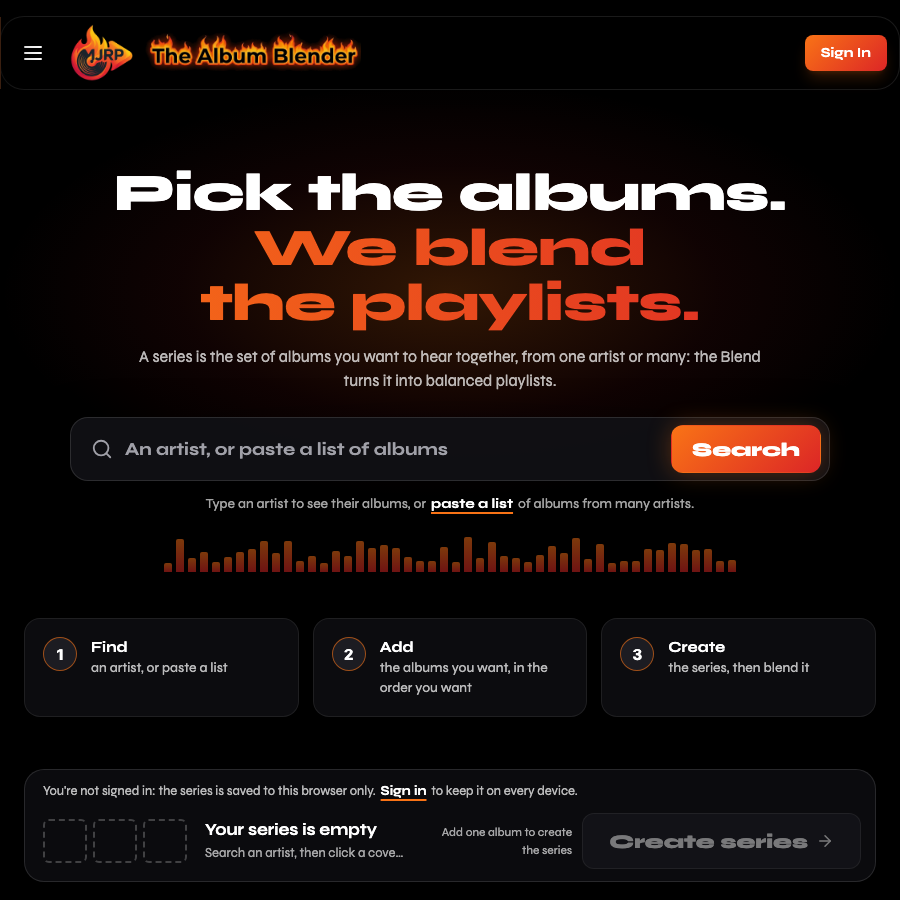 MJRP
The Album Blender
Sign In
Pick the albums.
We blend
the playlists.
A series is the set of albums you want to hear together, from one artist or many: the Blend
turns it into balanced playlists.
An artist, or paste a list of albums
Search
Type an artist to see their albums, or paste a list of albums from many artists.
1
Find
an artist, or paste a list
2
Add
the albums you want, in the
order you want
3
Create
the series, then blend it
You're not signed in: the series is saved to this browser only. Sign in to keep it on every device.
Your series is empty
Search an artist, then click a cove...
Add one album to create
the series
Create series →